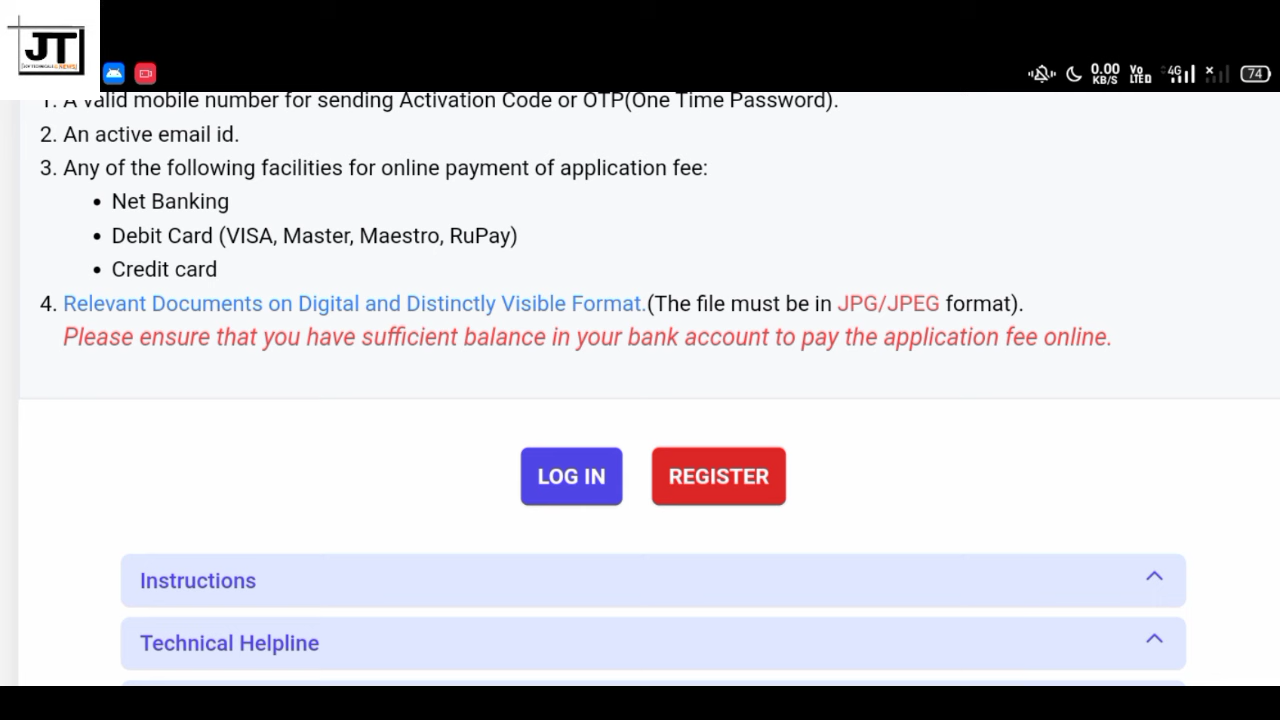 JT
0.00
KB/S
Vo
LTED
4G
74
1. A valid mobile number for sending Activation Code or OTP(One Time Password).
2. An active email id.
3. Any of the following facilities for online payment of application fee:
• Net Banking
• Debit Card (VISA, Master, Maestro, RuPay)
• Credit card
4. Relevant Documents on Digital and Distinctly Visible Format.(The file must be in JPG/JPEG format).
Please ensure that you have sufficient balance in your bank account to pay the application fee online.
LOG IN
REGISTER
Instructions
Technical Helpline